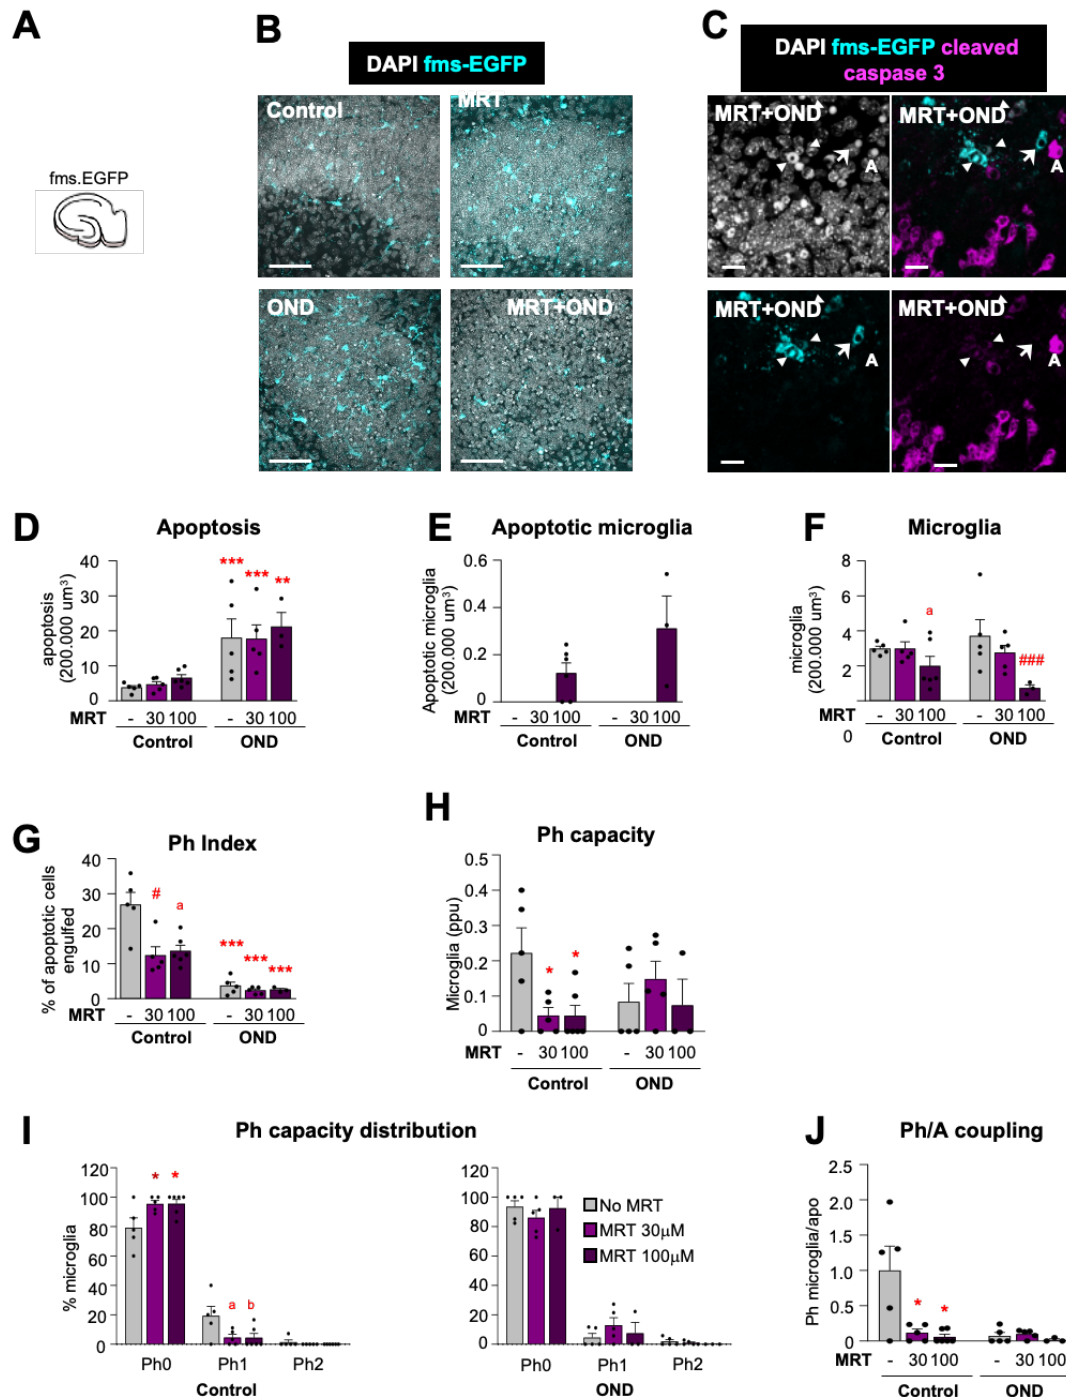 A
fms.EGFP
B
DAPI fms-EGFP
Control
MRT
OND
MRT+OND
C
DAPI fms-EGFP cleaved
caspase 3
MRT+OND
A
MRT+OND
A
MRT+OND
A
MRT+OND
A
D
Apoptosis
apoptosis
(200.000 um³)
40
30
20
10
0
*** *** **
MRT - 30 100 - 30 100
Control OND
E
Apoptotic microglia
Apoptotic microglia
(200.000 um³)
0.6
0.4
0.2
0
MRT - 30 100 - 30 100
Control OND
F
Microglia
microglia
(200.000 um³)
8
6
4
2
a
###
MRT - 30 100 - 30 100
0
Control OND
G
Ph Index
% of apoptotic cells
engulfed
40
30
20
10
0
# a *** *** ***
MRT - 30 100 - 30 100
Control OND
H
Ph capacity
Microglia (ppu)
0.5
0.4
0.3
0.2
0.1
0
* *
MRT - 30 100 - 30 100
Control OND
I
Ph capacity distribution
% microglia
120
100
80
60
40
20
0
* * a b
Ph0 Ph1 Ph2
Control
120
100
80
60
40
20
0
Ph0 Ph1 Ph2
OND
No MRT
MRT 30µM
MRT 100µM
J
Ph/A coupling
Ph microglia/apo
2.5
2.0
1.5
1.0
0.5
0
* *
MRT - 30 100 - 30 100
Control OND